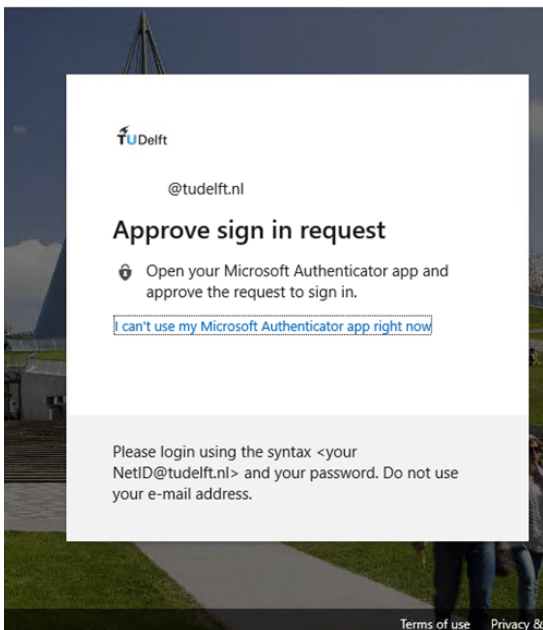 TUDelft
@tudelft.nl
Approve sign in request
Open your Microsoft Authenticator app and
approve the request to sign in.
I can't use my Microsoft Authenticator app right now
Please login using the syntax <your
NetID@tudelft.nl> and your password. Do not use
your e-mail address.
Terms of use Privacy &